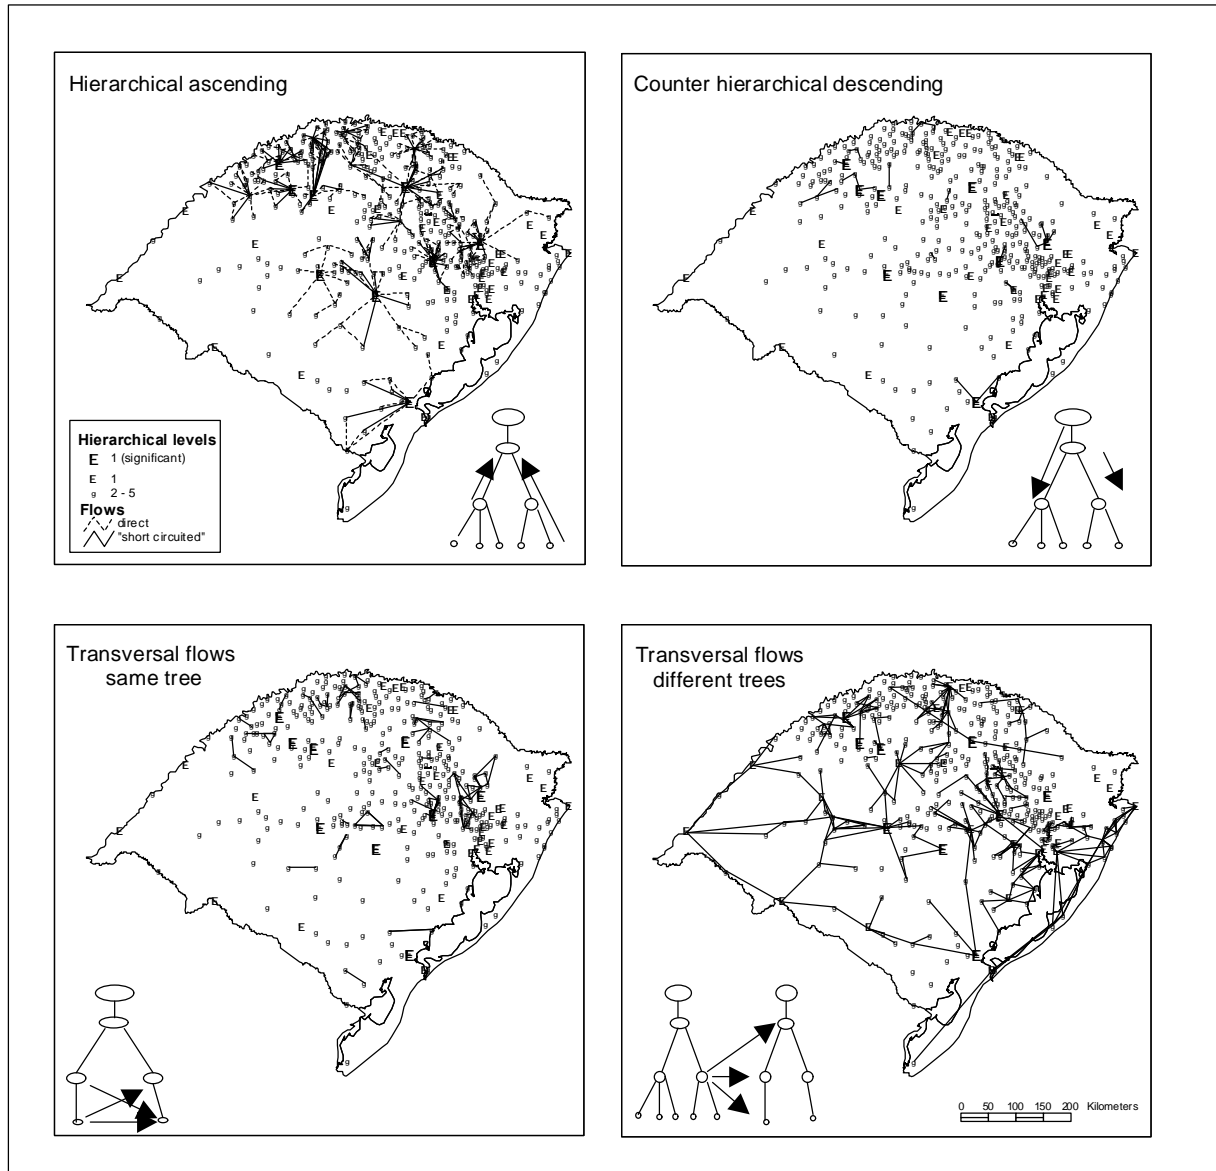 Hierarchical ascending
Hierarchical levels
E 1 (significant)
E 1
g 2 - 5
Flows
direct
"short circuited"
Counter hierarchical descending
Transversal flows
same tree
Transversal flows
different trees
0 50 100 150 200 Kilometers